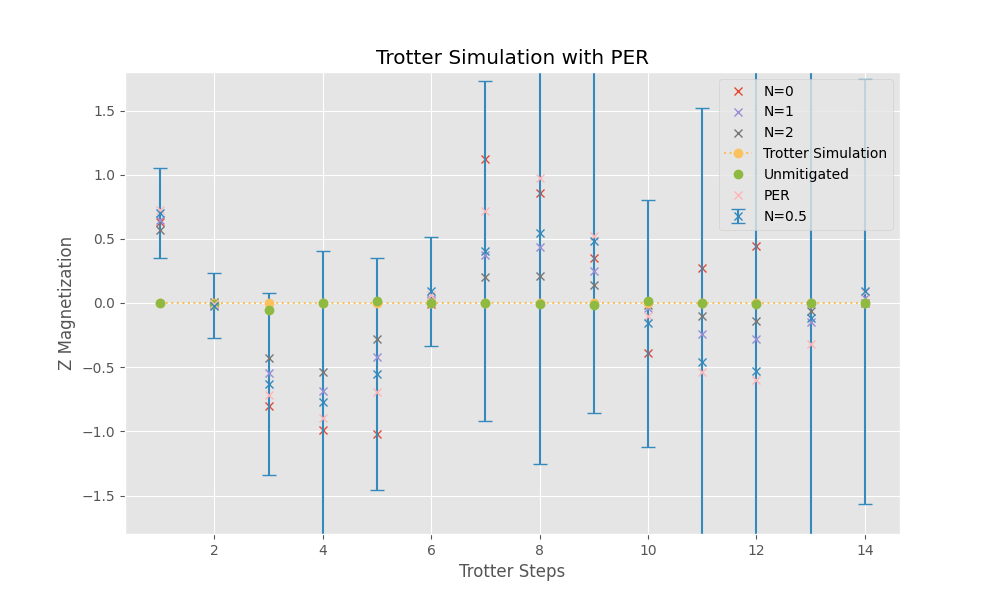 Trotter Simulation with PER
Z Magnetization
1.5
1.0
0.5
0.0
−0.5
−1.0
−1.5
2
4
6
8
10
12
14
Trotter Steps
N=0
N=1
N=2
Trotter Simulation
Unmitigated
PER
N=0.5